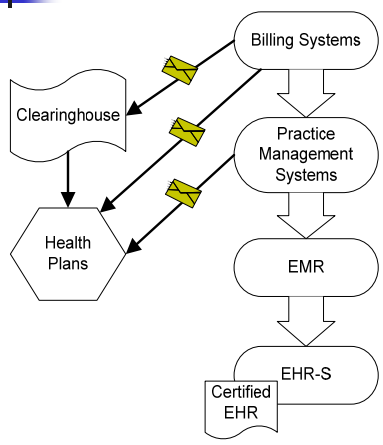 Billing Systems
Clearinghouse
Practice
Management
Systems
Health
Plans
EMR
EHR-S
Certified
EHR